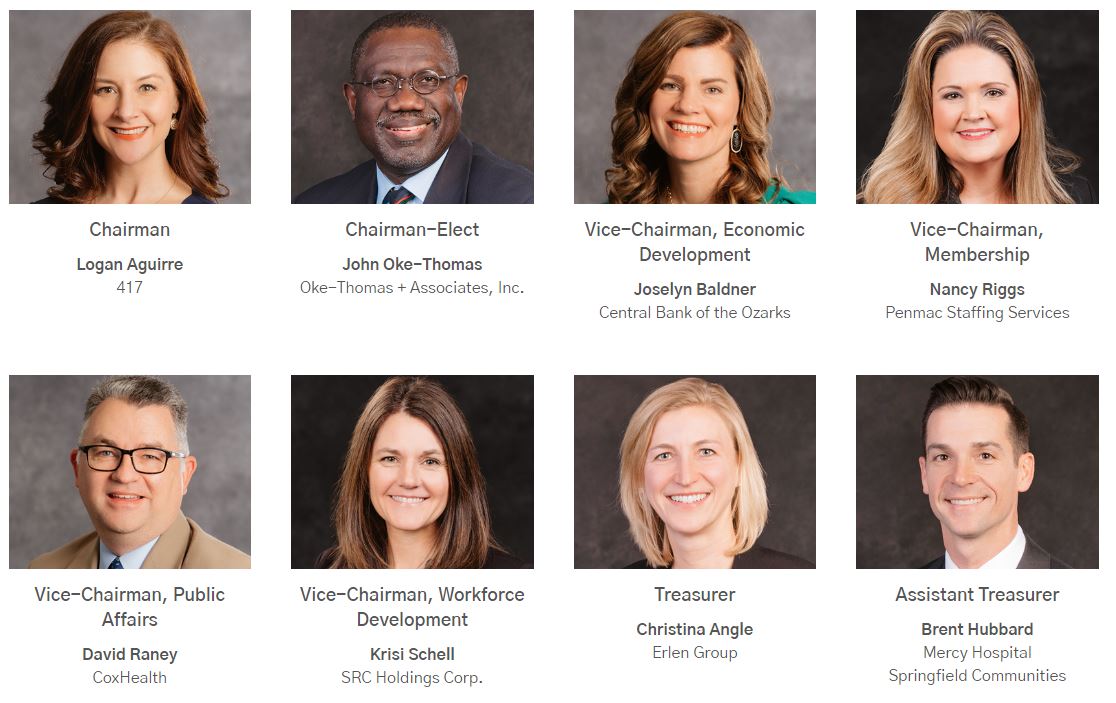 Chairman
Logan Aguirre
417
Chairman-Elect
John Oke-Thomas
Oke-Thomas + Associates, Inc.
Vice-Chairman, Economic
Development
Joselyn Baldner
Central Bank of the Ozarks
Vice-Chairman,
Membership
Nancy Riggs
Penmac Staffing Services
Vice-Chairman, Public
Affairs
David Raney
CoxHealth
Vice-Chairman, Workforce
Development
Krisi Schell
SRC Holdings Corp.
Treasurer
Christina Angle
Erlen Group
Assistant Treasurer
Brent Hubbard
Mercy Hospital
Springfield Communities